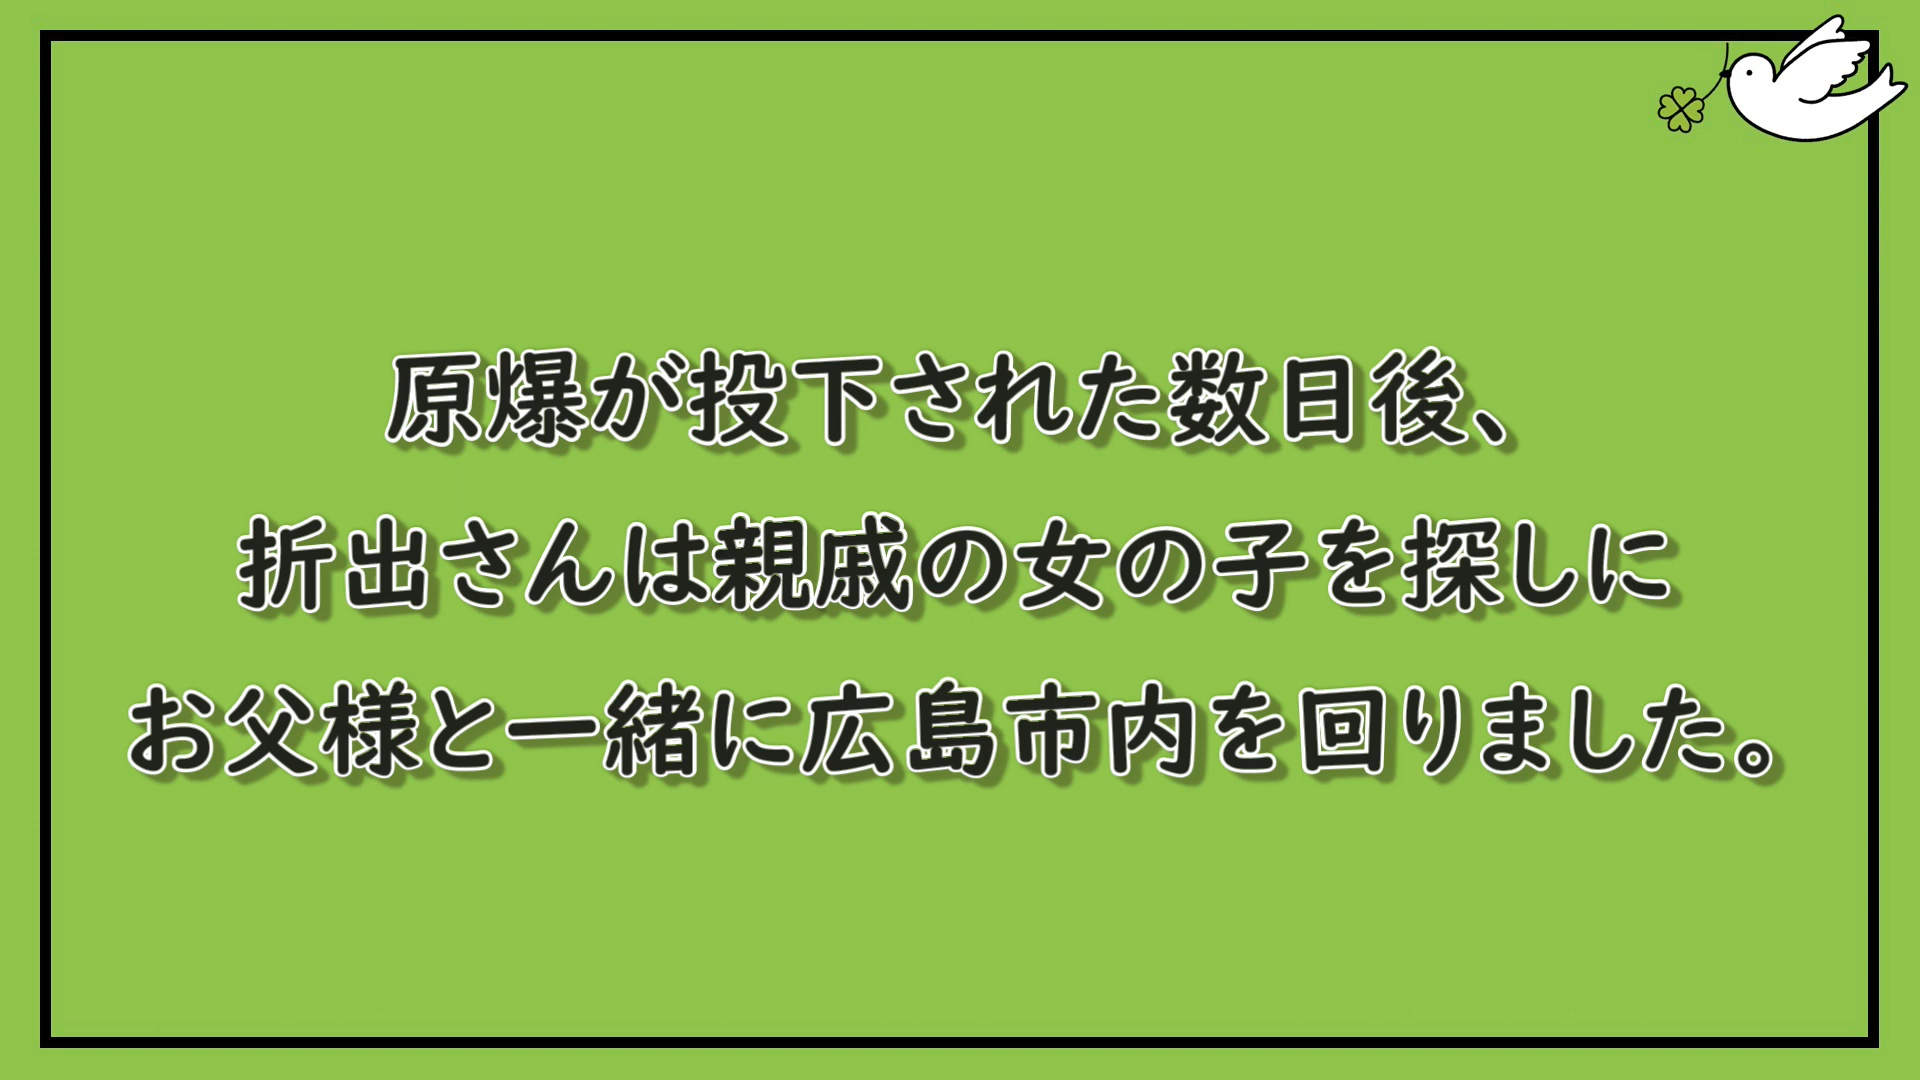 原爆が投下された数日後、
折出さんは親戚の女の子を探しに
お父様と一緒に広島市内を回りました。